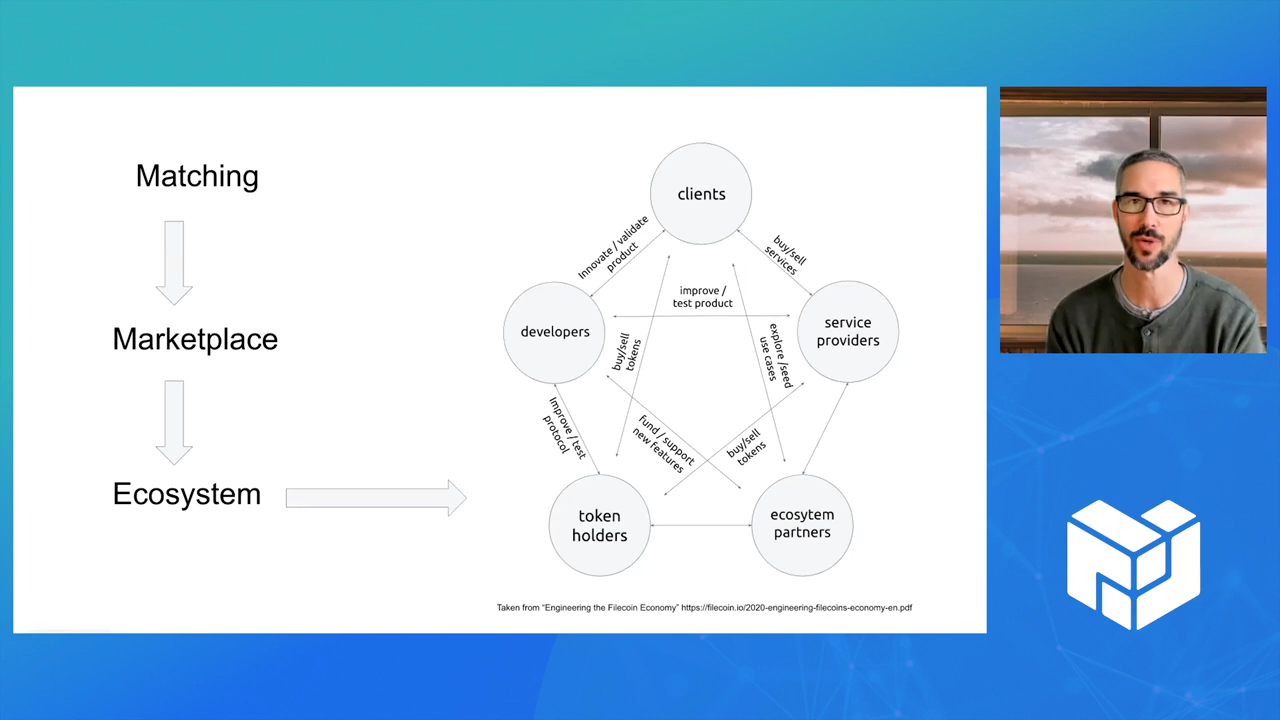 Matching
Marketplace
Ecosystem
clients
Innovate / validate
product
buy/sell
services
improve /
test product
developers
service
providers
buy/sell
tokens
explore /seed
use cases
Improve / test
protocol
Fund / support
new features
buy/sell
tokens
token
holders
ecosytem
partners
Taken from “Engineering the Filecoin Economy” https://filecoin.io/2020-engineering-filecoins-economy-en.pdf